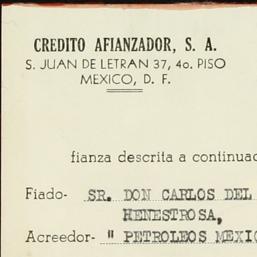 CREDITO AFIANZADOR, S. A.
S. JUAN DE LETRAN 37, 4o. PISO
MEXICO, D. F.
fianza descrita a continuac
Fiado- SR. DON CARLOS DEL
HENESTROSA,
Acreedor- " PETROLEOS MEXIC